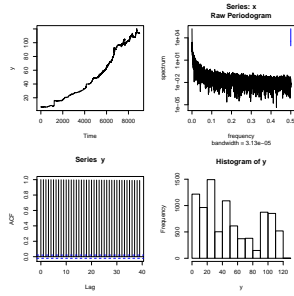 Series: x
Raw Periodogram
y
20 40 60 80 100 120
0 2000 4000 6000 8000
Time
spectrum
1e-05 1e-02 1e+01 1e+04
0.0 0.1 0.2 0.3 0.4 0.5
frequency
bandwidth = 3.13e-05
Series y
ACF
0.0 0.2 0.4 0.6 0.8 1.0
0 10 20 30 40
Lag
Histogram of y
Frequency
0 500 1000 1500
0 20 40 60 80 100 120
y